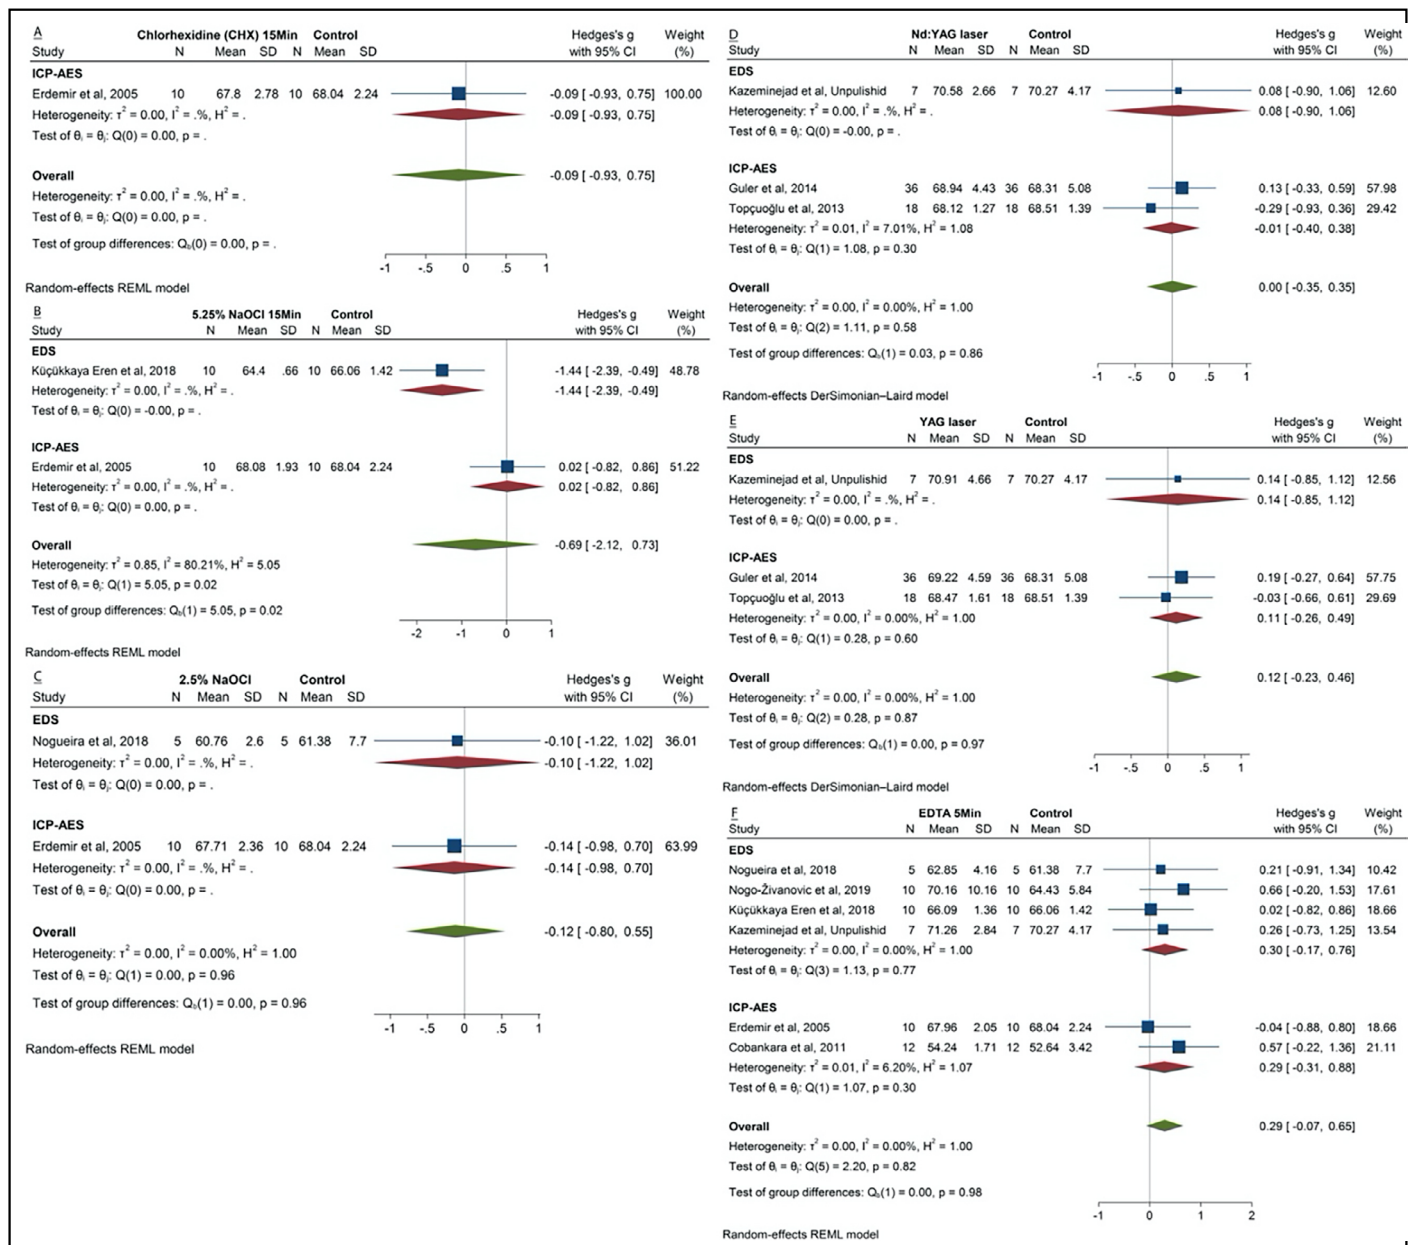 A
Chlorhexidine (CHX) 15Min Control Hedges's g Weight
Study N Mean SD N Mean SD with 95% CI (%)
ICP-AES
Erdemir et al, 2005 10 67.8 2.78 10 68.04 2.24 -0.09 [ -0.93, 0.75] 100.00
Heterogeneity: τ² = 0.00, I² = .%, H² = . -0.09 [ -0.93, 0.75]
Test of θᵢ = θⱼ: Q(0) = 0.00, p = .
Overall -0.09 [ -0.93, 0.75]
Heterogeneity: τ² = 0.00, I² = .%, H² = .
Test of θᵢ = θⱼ: Q(0) = 0.00, p = .
Test of group differences: Q_b(0) = 0.00, p = .
-1 -.5 0 .5 1
Random-effects REML model
B
5.25% NaOCl 15Min Control Hedges's g Weight
Study N Mean SD N Mean SD with 95% CI (%)
EDS
Küçükkaya Eren et al, 2018 10 64.4 .66 10 66.06 1.42 -1.44 [ -2.39, -0.49] 48.78
Heterogeneity: τ² = 0.00, I² = .%, H² = . -1.44 [ -2.39, -0.49]
Test of θᵢ = θⱼ: Q(0) = -0.00, p = .
ICP-AES
Erdemir et al, 2005 10 68.08 1.93 10 68.04 2.24 0.02 [ -0.82, 0.86] 51.22
Heterogeneity: τ² = 0.00, I² = .%, H² = . 0.02 [ -0.82, 0.86]
Test of θᵢ = θⱼ: Q(0) = 0.00, p = .
Overall -0.69 [ -2.12, 0.73]
Heterogeneity: τ² = 0.85, I² = 80.21%, H² = 5.05
Test of θᵢ = θⱼ: Q(1) = 5.05, p = 0.02
Test of group differences: Q_b(1) = 5.05, p = 0.02
-2 -1 0 1
Random-effects REML model
C
2.5% NaOCl Control Hedges's g Weight
Study N Mean SD N Mean SD with 95% CI (%)
EDS
Nogueira et al, 2018 5 60.76 2.6 5 61.38 7.7 -0.10 [ -1.22, 1.02] 36.01
Heterogeneity: τ² = 0.00, I² = .%, H² = . -0.10 [ -1.22, 1.02]
Test of θᵢ = θⱼ: Q(0) = 0.00, p = .
ICP-AES
Erdemir et al, 2005 10 67.71 2.36 10 68.04 2.24 -0.14 [ -0.98, 0.70] 63.99
Heterogeneity: τ² = 0.00, I² = .%, H² = . -0.14 [ -0.98, 0.70]
Test of θᵢ = θⱼ: Q(0) = 0.00, p = .
Overall -0.12 [ -0.80, 0.55]
Heterogeneity: τ² = 0.00, I² = 0.00%, H² = 1.00
Test of θᵢ = θⱼ: Q(1) = 0.00, p = 0.96
Test of group differences: Q_b(1) = 0.00, p = 0.96
-1 -.5 0 .5 1
Random-effects REML model
D
Nd:YAG laser Control Hedges's g Weight
Study N Mean SD N Mean SD with 95% CI (%)
EDS
Kazeminejad et al, Unpulishid 7 70.58 2.66 7 70.27 4.17 0.08 [ -0.90, 1.06] 12.60
Heterogeneity: τ² = 0.00, I² = .%, H² = . 0.08 [ -0.90, 1.06]
Test of θᵢ = θⱼ: Q(0) = -0.00, p = .
ICP-AES
Guler et al, 2014 36 68.94 4.43 36 68.31 5.08 0.13 [ -0.33, 0.59] 57.98
Topçuoğlu et al, 2013 18 68.12 1.27 18 68.51 1.39 -0.29 [ -0.93, 0.36] 29.42
Heterogeneity: τ² = 0.01, I² = 7.01%, H² = 1.08 -0.01 [ -0.40, 0.38]
Test of θᵢ = θⱼ: Q(1) = 1.08, p = 0.30
Overall 0.00 [ -0.35, 0.35]
Heterogeneity: τ² = 0.00, I² = 0.00%, H² = 1.00
Test of θᵢ = θⱼ: Q(2) = 1.11, p = 0.58
Test of group differences: Q_b(1) = 0.03, p = 0.86
-1 -.5 0 .5 1
Random-effects DerSimonian–Laird model
E
YAG laser Control Hedges's g Weight
Study N Mean SD N Mean SD with 95% CI (%)
EDS
Kazeminejad et al, Unpulishid 7 70.91 4.66 7 70.27 4.17 0.14 [ -0.85, 1.12] 12.56
Heterogeneity: τ² = 0.00, I² = .%, H² = . 0.14 [ -0.85, 1.12]
Test of θᵢ = θⱼ: Q(0) = 0.00, p = .
ICP-AES
Guler et al, 2014 36 69.22 4.59 36 68.31 5.08 0.19 [ -0.27, 0.64] 57.75
Topçuoğlu et al, 2013 18 68.47 1.61 18 68.51 1.39 -0.03 [ -0.66, 0.61] 29.69
Heterogeneity: τ² = 0.00, I² = 0.00%, H² = 1.00 0.11 [ -0.26, 0.49]
Test of θᵢ = θⱼ: Q(1) = 0.28, p = 0.60
Overall 0.12 [ -0.23, 0.46]
Heterogeneity: τ² = 0.00, I² = 0.00%, H² = 1.00
Test of θᵢ = θⱼ: Q(2) = 0.28, p = 0.87
Test of group differences: Q_b(1) = 0.00, p = 0.97
-1 -.5 0 .5 1
Random-effects DerSimonian–Laird model
F
EDTA 5Min Control Hedges's g Weight
Study N Mean SD N Mean SD with 95% CI (%)
EDS
Nogueira et al, 2018 5 62.85 4.16 5 61.38 7.7 0.21 [ -0.91, 1.34] 10.42
Nogo-Živanovic et al, 2019 10 70.16 10.16 10 64.43 5.84 0.66 [ -0.20, 1.53] 17.61
Küçükkaya Eren et al, 2018 10 66.09 1.36 10 66.06 1.42 0.02 [ -0.82, 0.86] 18.66
Kazeminejad et al, Unpulishid 7 71.26 2.84 7 70.27 4.17 0.26 [ -0.73, 1.25] 13.54
Heterogeneity: τ² = 0.00, I² = 0.00%, H² = 1.00 0.30 [ -0.17, 0.76]
Test of θᵢ = θⱼ: Q(3) = 1.13, p = 0.77
ICP-AES
Erdemir et al, 2005 10 67.96 2.05 10 68.04 2.24 -0.04 [ -0.88, 0.80] 18.66
Cobankara et al, 2011 12 54.24 1.71 12 52.64 3.42 0.57 [ -0.22, 1.36] 21.11
Heterogeneity: τ² = 0.01, I² = 6.20%, H² = 1.07 0.29 [ -0.31, 0.88]
Test of θᵢ = θⱼ: Q(1) = 1.07, p = 0.30
Overall 0.29 [ -0.07, 0.65]
Heterogeneity: τ² = 0.00, I² = 0.00%, H² = 1.00
Test of θᵢ = θⱼ: Q(5) = 2.20, p = 0.82
Test of group differences: Q_b(1) = 0.00, p = 0.98
-1 0 1 2
Random-effects REML model